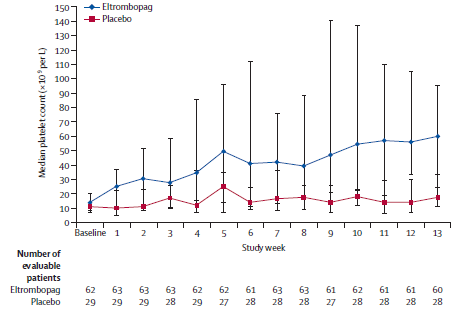 150
140
130
120
110
100
90
80
70
60
50
40
30
20
10
0
Median platelet count (×10⁹ per L)
Eltrombopag
Placebo
Baseline 1 2 3 4 5 6 7 8 9 10 11 12 13
Study week
Number of
evaluable
patients
Eltrombopag 62 63 63 63 62 62 61 63 63 61 62 61 61 60
Placebo 29 29 29 28 29 27 28 28 28 27 28 28 28 28